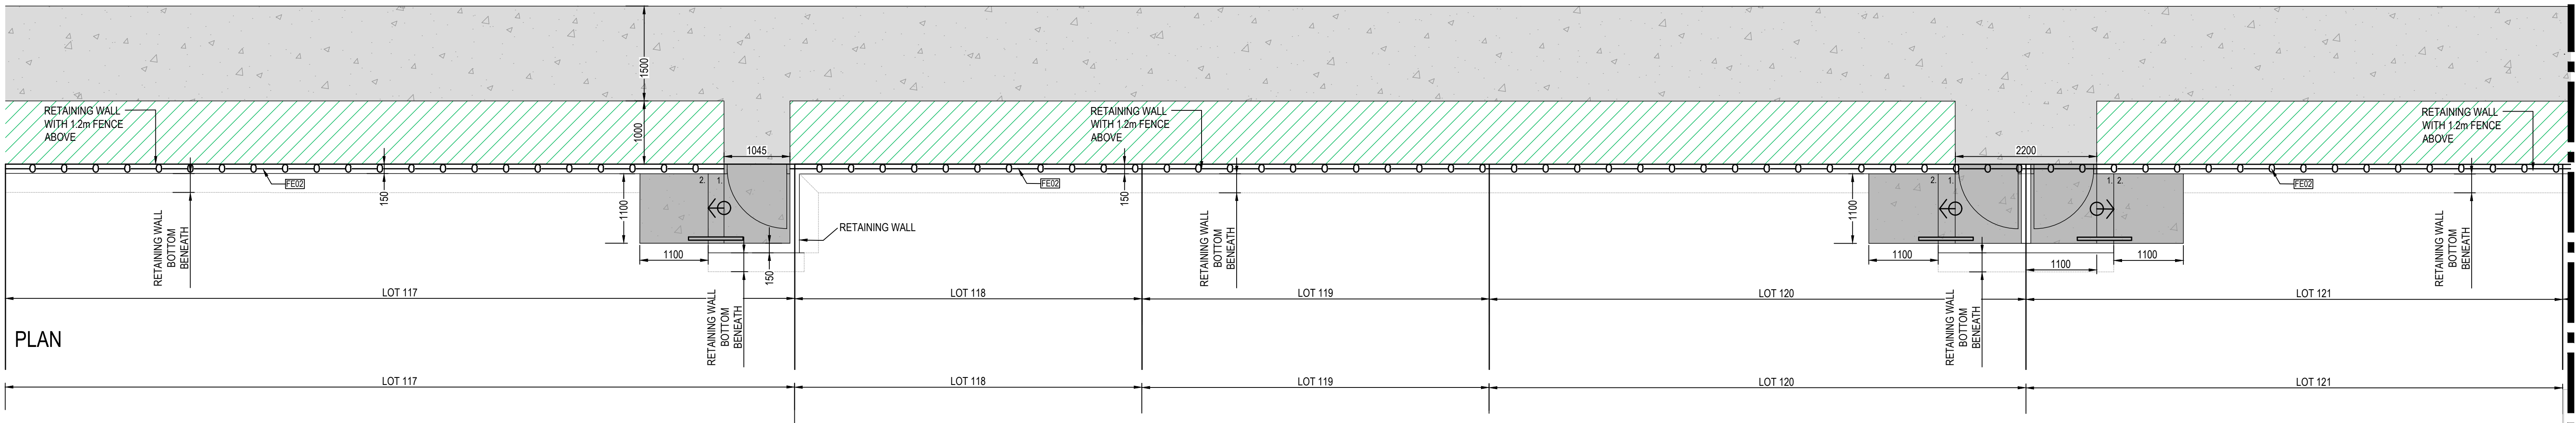 1500
RETAINING WALL
WITH 1.2m FENCE
ABOVE
1000
RETAINING WALL
WITH 1.2m FENCE
ABOVE
RETAINING WALL
WITH 1.2m FENCE
ABOVE
1045
2200
FE02
150
2. 1.
FE02
150
2. 1.
1. 2.
FE02
1100
1100
RETAINING WALL
BOTTOM
BENEATH
RETAINING WALL
RETAINING WALL
BOTTOM
BENEATH
RETAINING WALL
BOTTOM
BENEATH
1100
150
1100
1100
1100
LOT 117
LOT 118
LOT 119
LOT 120
LOT 121
RETAINING WALL
BOTTOM
BENEATH
RETAINING WALL
BOTTOM
BENEATH
PLAN
LOT 117
LOT 118
LOT 119
LOT 120
LOT 121